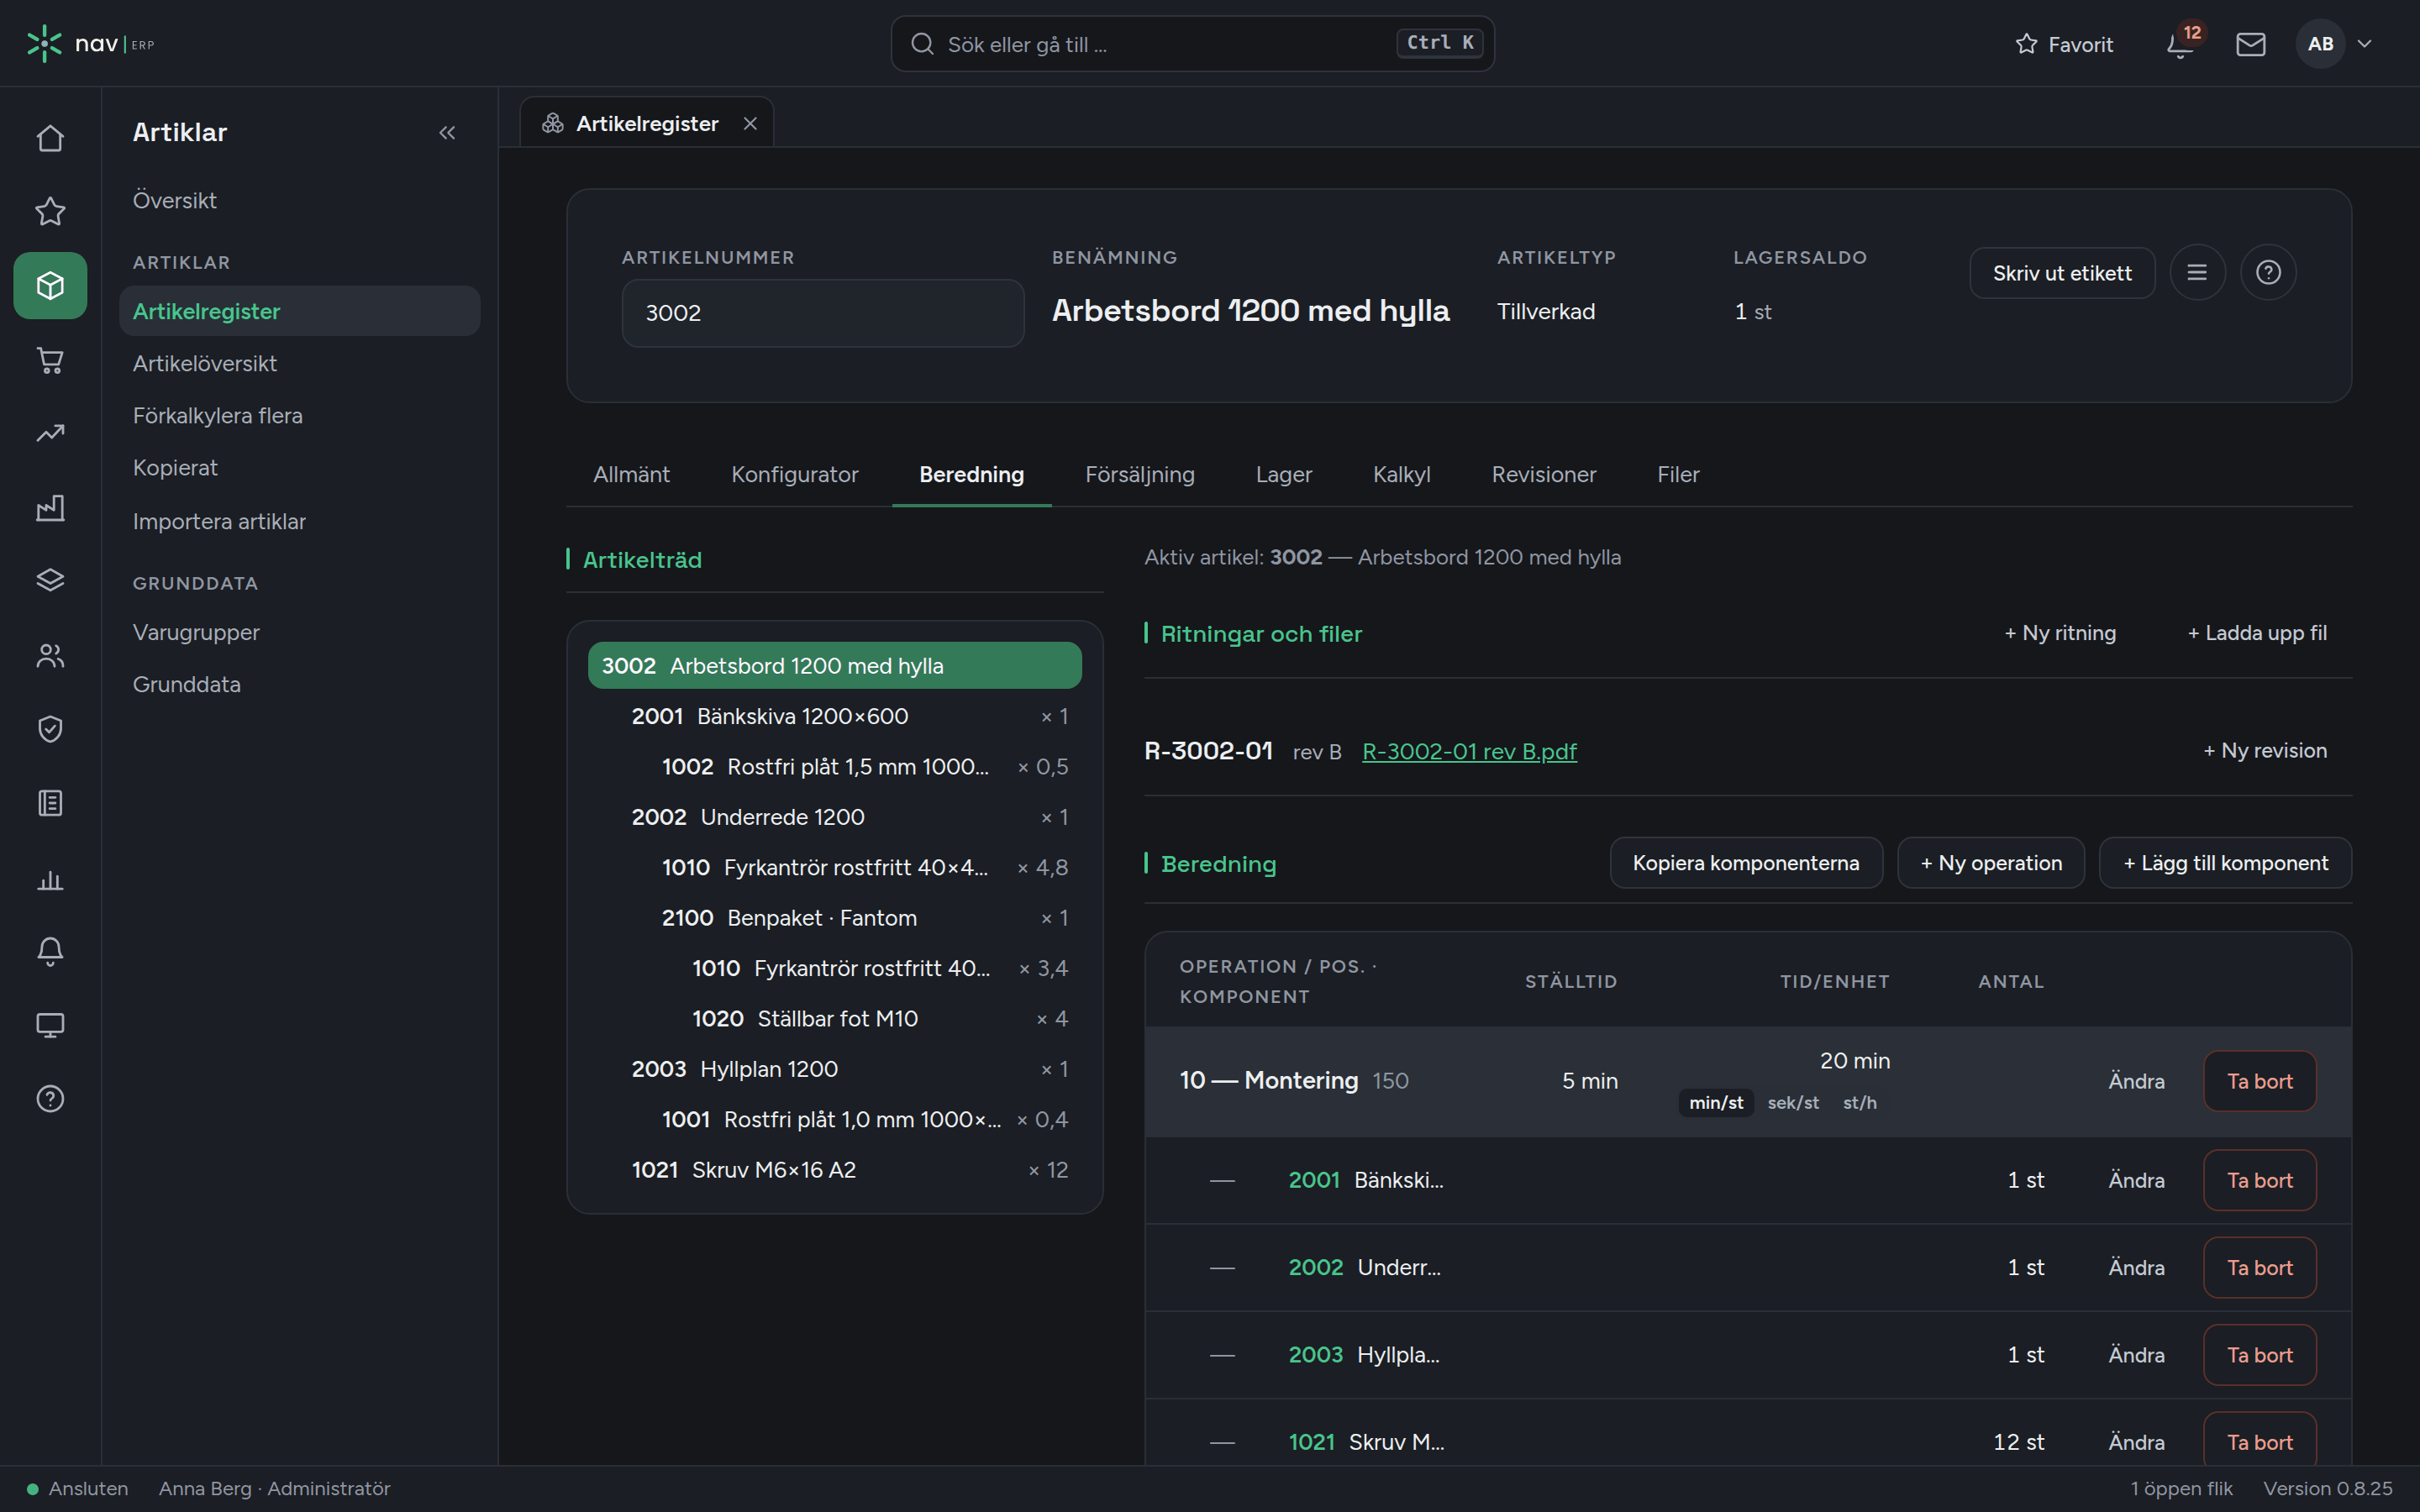 nav ERP
Sök eller gå till ...
Ctrl K
Favorit
12
AB
Artiklar
Översikt
ARTIKLAR
Artikelregister
Artikelöversikt
Förkalkylera flera
Kopierat
Importera artiklar
GRUNDDATA
Varugrupper
Grunddata
Artikelregister
ARTIKELNUMMER
3002
BENÄMNING
Arbetsbord 1200 med hylla
ARTIKELTYP
Tillverkad
LAGERSALDO
1 st
Skriv ut etikett
Allmänt Konfigurator Beredning Försäljning Lager Kalkyl Revisioner Filer
Artikelträd
3002 Arbetsbord 1200 med hylla
2001 Bänkskiva 1200×600 × 1
1002 Rostfri plåt 1,5 mm 1000... × 0,5
2002 Underrede 1200 × 1
1010 Fyrkantrör rostfritt 40×4... × 4,8
2100 Benpaket · Fantom × 1
1010 Fyrkantrör rostfritt 40... × 3,4
1020 Ställbar fot M10 × 4
2003 Hyllplan 1200 × 1
1001 Rostfri plåt 1,0 mm 1000×... × 0,4
1021 Skruv M6×16 A2 × 12
Aktiv artikel: 3002 — Arbetsbord 1200 med hylla
Ritningar och filer
+ Ny ritning + Ladda upp fil
R-3002-01 rev B R-3002-01 rev B.pdf + Ny revision
Beredning
Kopiera komponenterna + Ny operation + Lägg till komponent
OPERATION / POS. ·
KOMPONENT
STÄLLTID TID/ENHET ANTAL
10 — Montering 150 5 min 20 min
min/st sek/st st/h
Ändra Ta bort
— 2001 Bänkski... 1 st Ändra Ta bort
— 2002 Underr... 1 st Ändra Ta bort
— 2003 Hyllpla... 1 st Ändra Ta bort
— 1021 Skruv M... 12 st Ändra Ta bort
Ansluten Anna Berg · Administratör 1 öppen flik Version 0.8.25